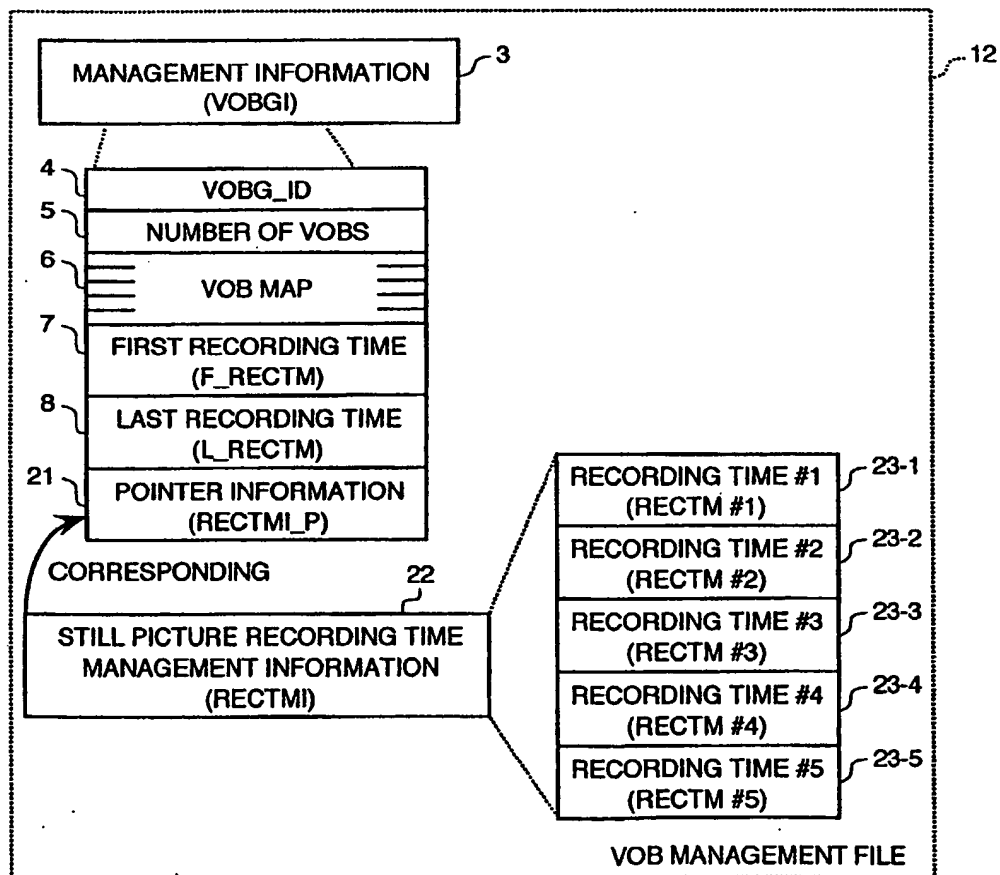 MANAGEMENT INFORMATION
(VOBGI)
3
12
4
VOBG_ID
5
NUMBER OF VOBS
6
VOB MAP
7
FIRST RECORDING TIME
(F_RECTM)
8
LAST RECORDING TIME
(L_RECTM)
21
POINTER INFORMATION
(RECTMI_P)
CORRESPONDING
22
STILL PICTURE RECORDING TIME
MANAGEMENT INFORMATION
(RECTMI)
RECORDING TIME #1
(RECTM #1)
23-1
RECORDING TIME #2
(RECTM #2)
23-2
RECORDING TIME #3
(RECTM #3)
23-3
RECORDING TIME #4
(RECTM #4)
23-4
RECORDING TIME #5
(RECTM #5)
23-5
VOB MANAGEMENT FILE